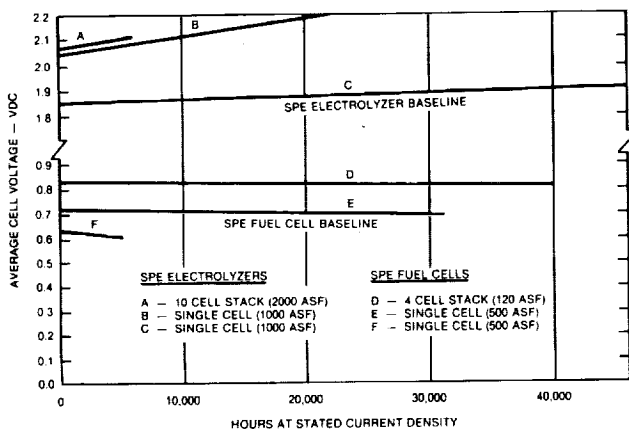 2.2
2.1
2.0
1.9
1.8
0.9
0.8
0.7
0.6
0.5
0.4
0.3
0.2
0.1
0.0
AVERAGE CELL VOLTAGE — VDC
A
B
C
SPE ELECTROLYZER BASELINE
D
E
SPE FUEL CELL BASELINE
F
SPE ELECTROLYZERS
A — 10 CELL STACK (2000 ASF)
B — SINGLE CELL (1000 ASF)
C — SINGLE CELL (1000 ASF)
SPE FUEL CELLS
D — 4 CELL STACK (120 ASF)
E — SINGLE CELL (500 ASF)
F — SINGLE CELL (500 ASF)
0 10,000 20,000 30,000 40,000
HOURS AT STATED CURRENT DENSITY